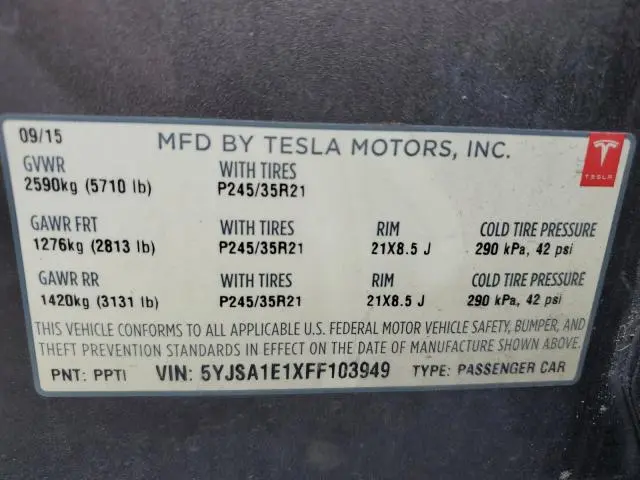 09/15 MFD BY TESLA MOTORS, INC.
TESLA
GVWR WITH TIRES
2590kg (5710 lb) P245/35R21
GAWR FRT WITH TIRES RIM COLD TIRE PRESSURE
1276kg (2813 lb) P245/35R21 21X8.5 J 290 kPa, 42 psi
GAWR RR WITH TIRES RIM COLD TIRE PRESSURE
1420kg (3131 lb) P245/35R21 21X8.5 J 290 kPa, 42 psi
THIS VEHICLE CONFORMS TO ALL APPLICABLE U.S. FEDERAL MOTOR VEHICLE SAFETY, BUMPER, AND
THEFT PREVENTION STANDARDS IN EFFECT ON THE DATE OF MANUFACTURE SHOWN ABOVE.
PNT: PPTI VIN: 5YJSA1E1XFF103949 TYPE: PASSENGER CAR